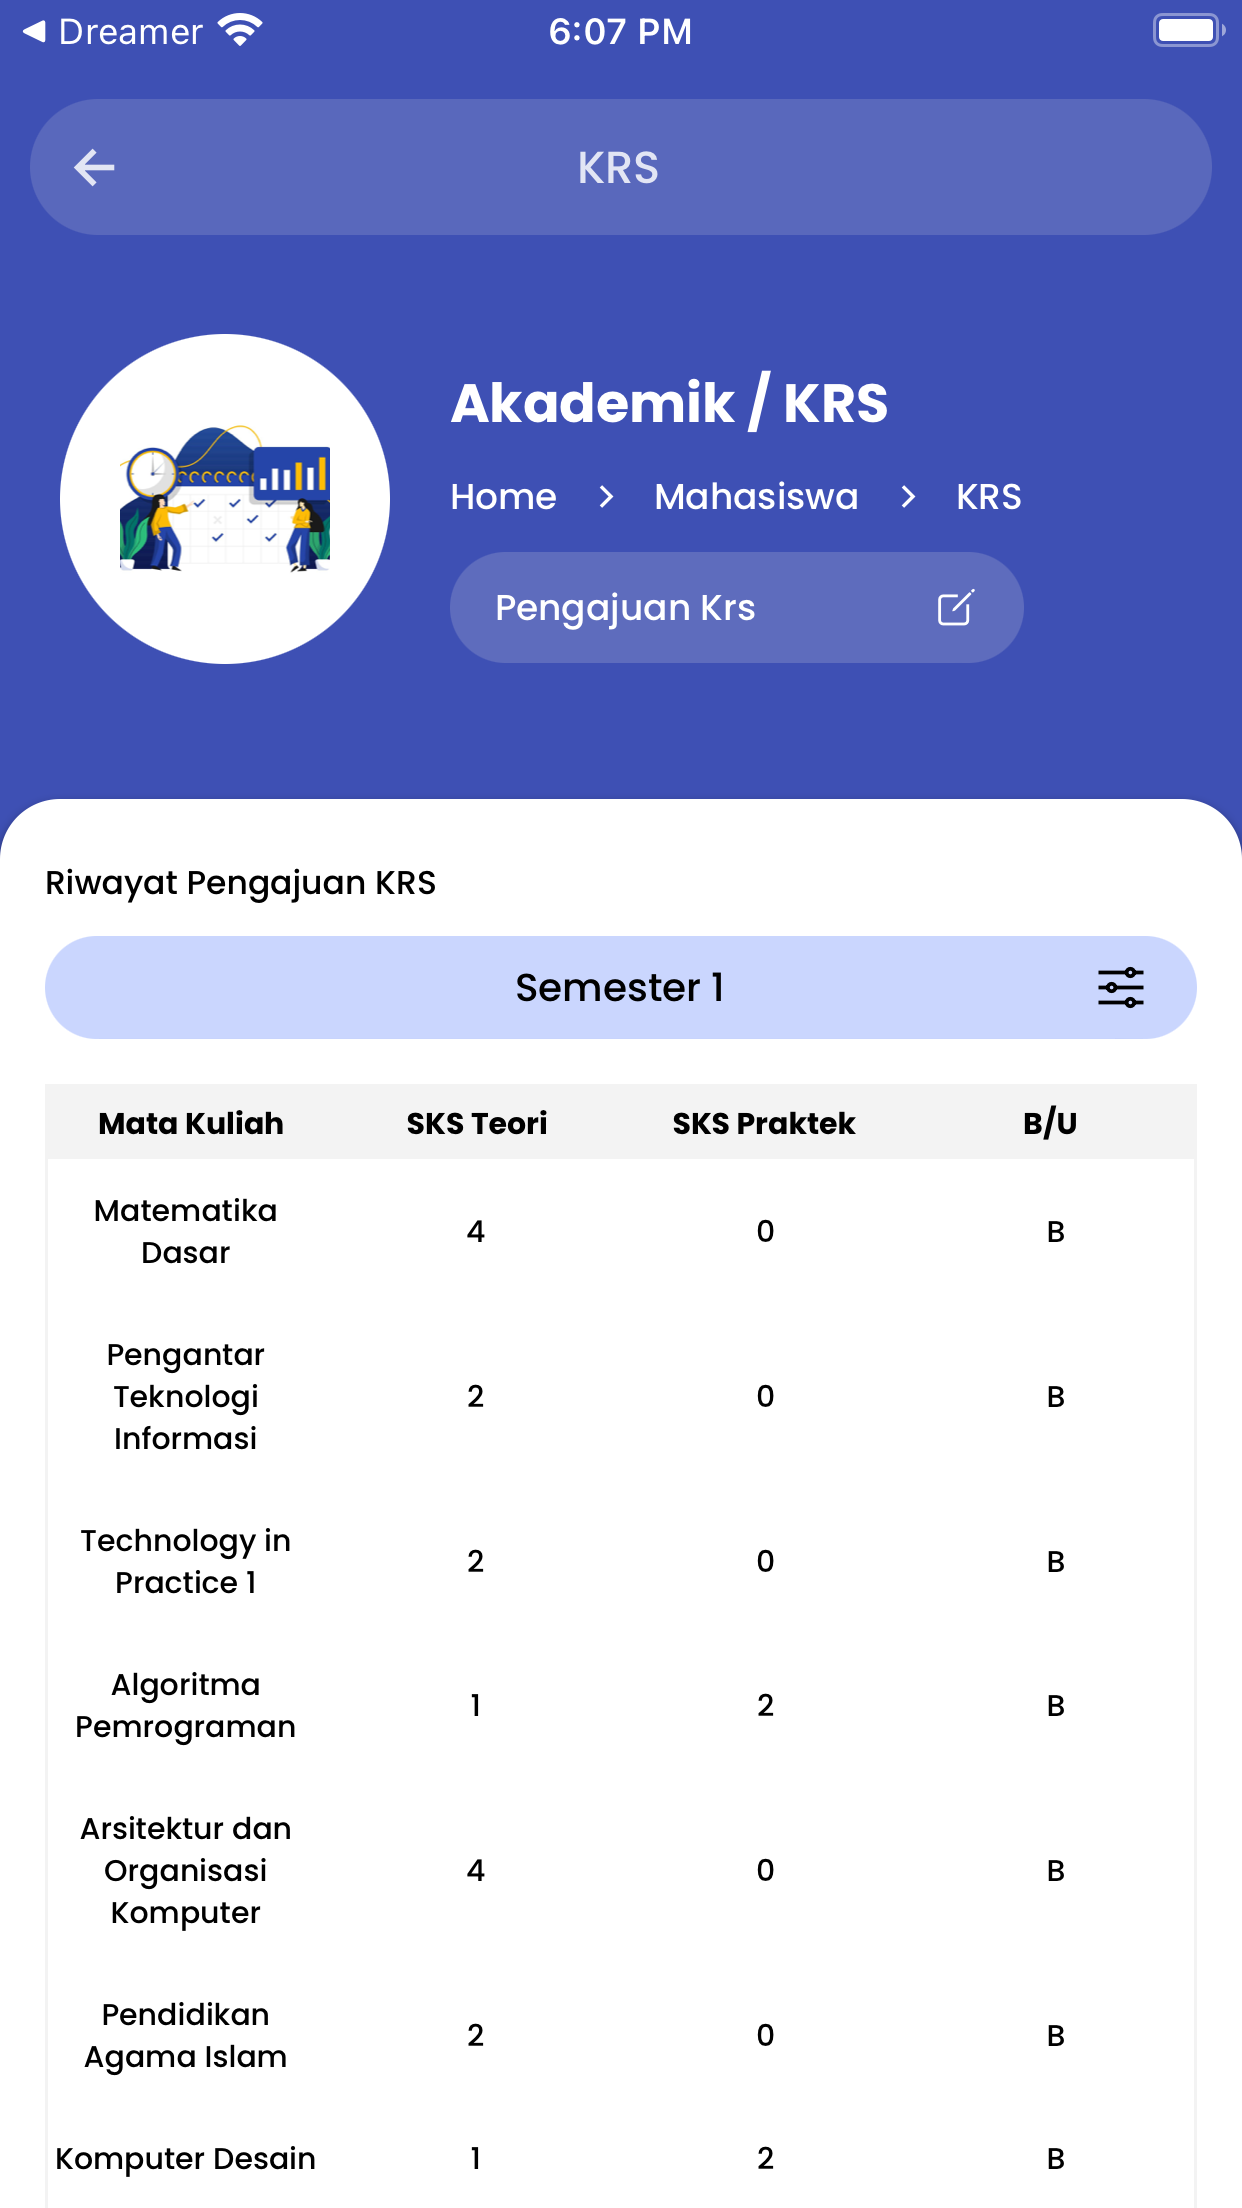 Dreamer
6:07 PM
KRS
Akademik / KRS
Home > Mahasiswa > KRS
Pengajuan Krs
Riwayat Pengajuan KRS
Semester 1
Mata Kuliah SKS Teori SKS Praktek B/U
Matematika
Dasar
4 0 B
Pengantar
Teknologi
Informasi
2 0 B
Technology in
Practice 1
2 0 B
Algoritma
Pemrograman
1 2 B
Arsitektur dan
Organisasi
Komputer
4 0 B
Pendidikan
Agama Islam
2 0 B
Komputer Desain 1 2 B